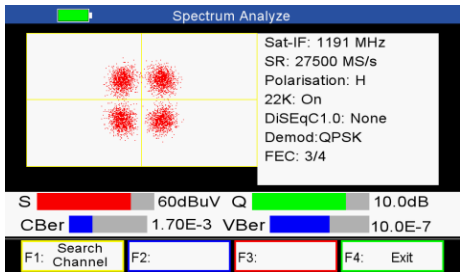 Spectrum Analyze
Sat-IF: 1191 MHz
SR: 27500 MS/s
Polarisation: H
22K: On
DiSEqC1.0: None
Demod:QPSK
FEC: 3/4
S 60dBuV Q 10.0dB
CBer 1.70E-3 VBer 10.0E-7
F1: Search Channel F2: F3: F4: Exit